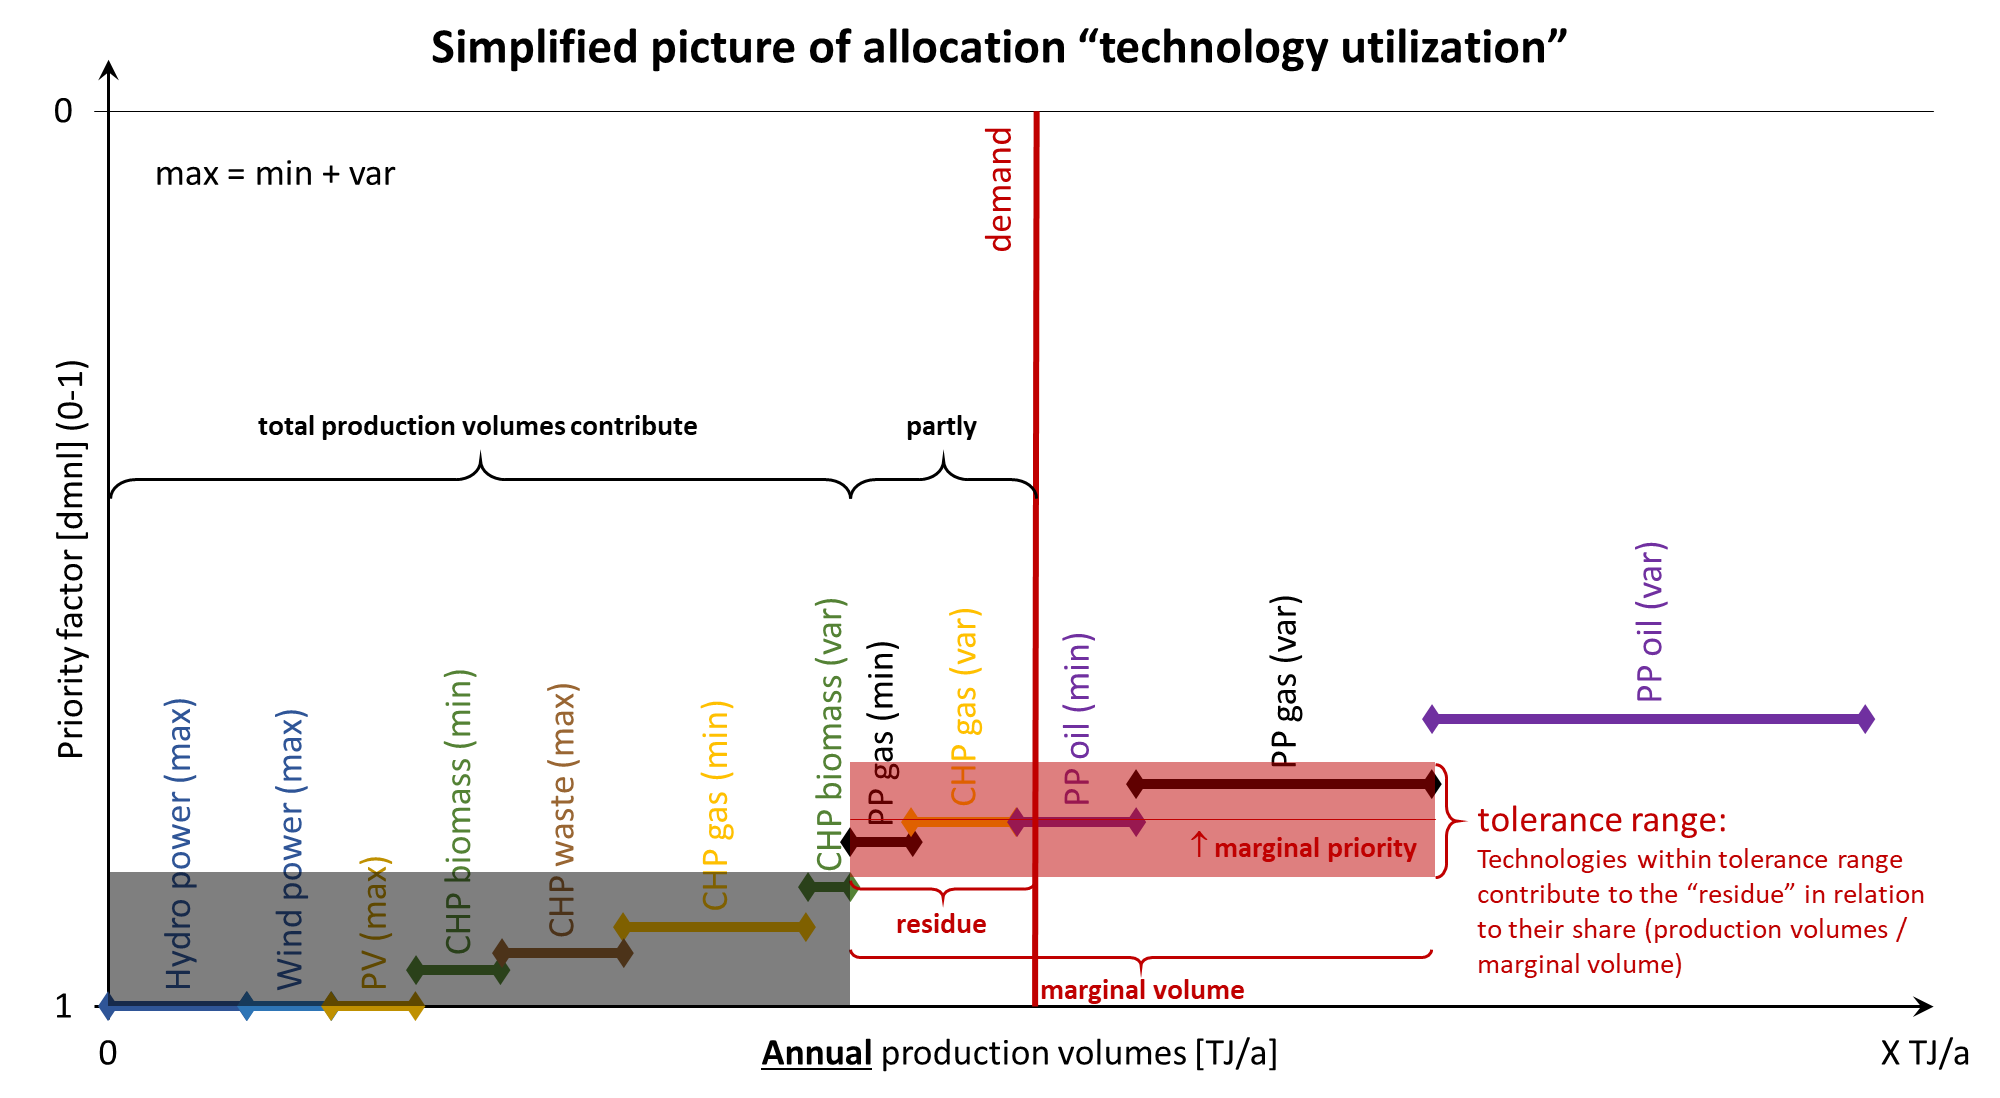 Simplified picture of allocation “technology utilization”
0
max = min + var
demand
Priority factor [dmnl] (0-1)
total production volumes contribute
partly
Hydro power (max)
Wind power (max)
PV (max)
CHP biomass (min)
CHP waste (max)
CHP gas (min)
CHP biomass (var)
PP gas (min)
CHP gas (var)
PP oil (min)
PP gas (var)
PP oil (var)
↑ marginal priority
tolerance range:
Technologies within tolerance range
contribute to the “residue” in relation
to their share (production volumes /
marginal volume)
residue
marginal volume
1
0
Annual production volumes [TJ/a]
X TJ/a